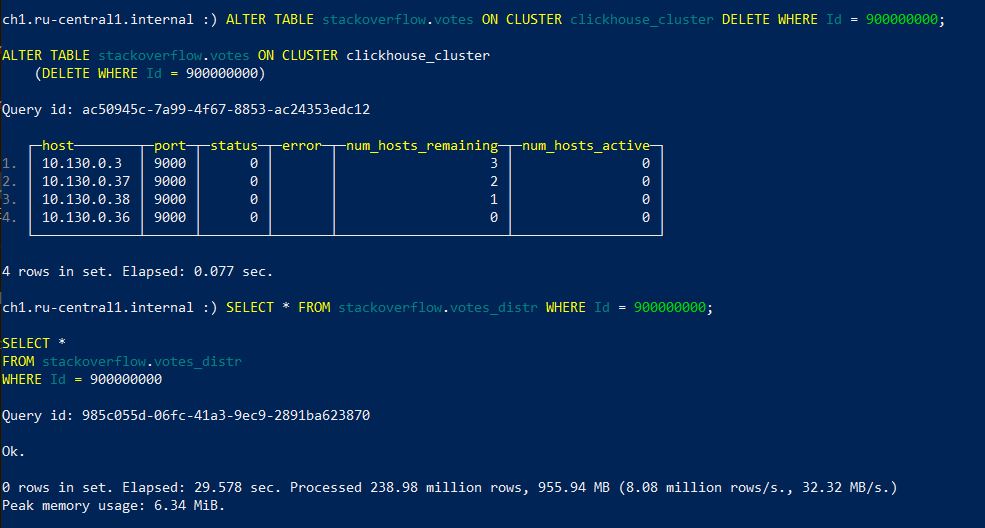 ch1.ru-central1.internal :) ALTER TABLE stackoverflow.votes ON CLUSTER clickhouse_cluster DELETE WHERE Id = 900000000;
ALTER TABLE stackoverflow.votes ON CLUSTER clickhouse_cluster
(DELETE WHERE Id = 900000000)
Query id: ac50945c-7a99-4f67-8853-ac24353edc12
host port status error num_hosts_remaining num_hosts_active
1. 10.130.0.3 9000 0 3 0
2. 10.130.0.37 9000 0 2 0
3. 10.130.0.38 9000 0 1 0
4. 10.130.0.36 9000 0 0 0
4 rows in set. Elapsed: 0.077 sec.
ch1.ru-central1.internal :) SELECT * FROM stackoverflow.votes_distr WHERE Id = 900000000;
SELECT *
FROM stackoverflow.votes_distr
WHERE Id = 900000000
Query id: 985c055d-06fc-41a3-9ec9-2891ba623870
Ok.
0 rows in set. Elapsed: 29.578 sec. Processed 238.98 million rows, 955.94 MB (8.08 million rows/s., 32.32 MB/s.)
Peak memory usage: 6.34 MiB.